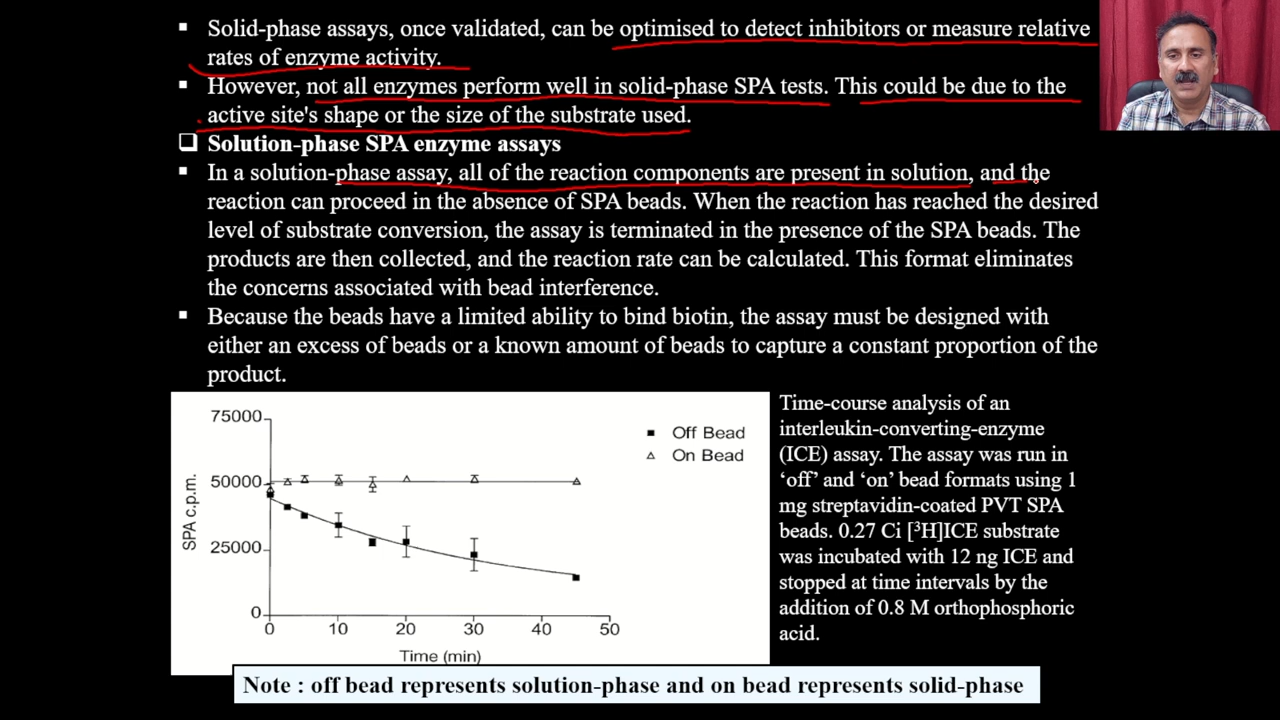 ▪ Solid-phase assays, once validated, can be optimised to detect inhibitors or measure relative
rates of enzyme activity.
▪ However, not all enzymes perform well in solid-phase SPA tests. This could be due to the
active site's shape or the size of the substrate used.
❑ Solution-phase SPA enzyme assays
▪ In a solution-phase assay, all of the reaction components are present in solution, and the
reaction can proceed in the absence of SPA beads. When the reaction has reached the desired
level of substrate conversion, the assay is terminated in the presence of the SPA beads. The
products are then collected, and the reaction rate can be calculated. This format eliminates
the concerns associated with bead interference.
▪ Because the beads have a limited ability to bind biotin, the assay must be designed with
either an excess of beads or a known amount of beads to capture a constant proportion of the
product.
75000
50000
25000
0
SPA c.p.m.
0 10 20 30 40 50
Time (min)
■ Off Bead
△ On Bead
Time-course analysis of an
interleukin-converting-enzyme
(ICE) assay. The assay was run in
‘off’ and ‘on’ bead formats using 1
mg streptavidin-coated PVT SPA
beads. 0.27 Ci [³H]ICE substrate
was incubated with 12 ng ICE and
stopped at time intervals by the
addition of 0.8 M orthophosphoric
acid.
Note : off bead represents solution-phase and on bead represents solid-phase